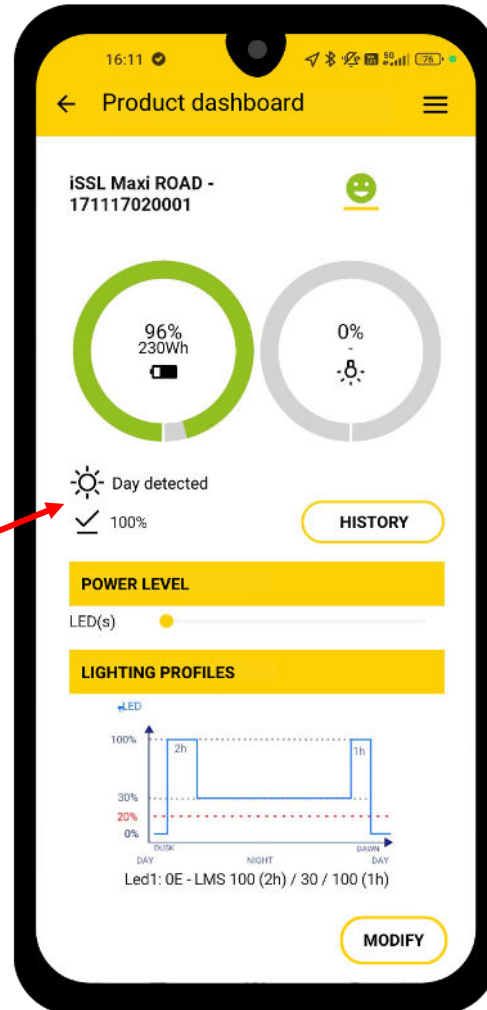 16:11
5G
76
Product dashboard
iSSL Maxi ROAD -
171117020001
96%
230Wh
0%
-
Day detected
100%
HISTORY
POWER LEVEL
LED(s)
LIGHTING PROFILES
LED
100%
2h
1h
30%
20%
0%
DUSK
DAWN
DAY
NIGHT
DAY
Led1: 0E - LMS 100 (2h) / 30 / 100 (1h)
MODIFY